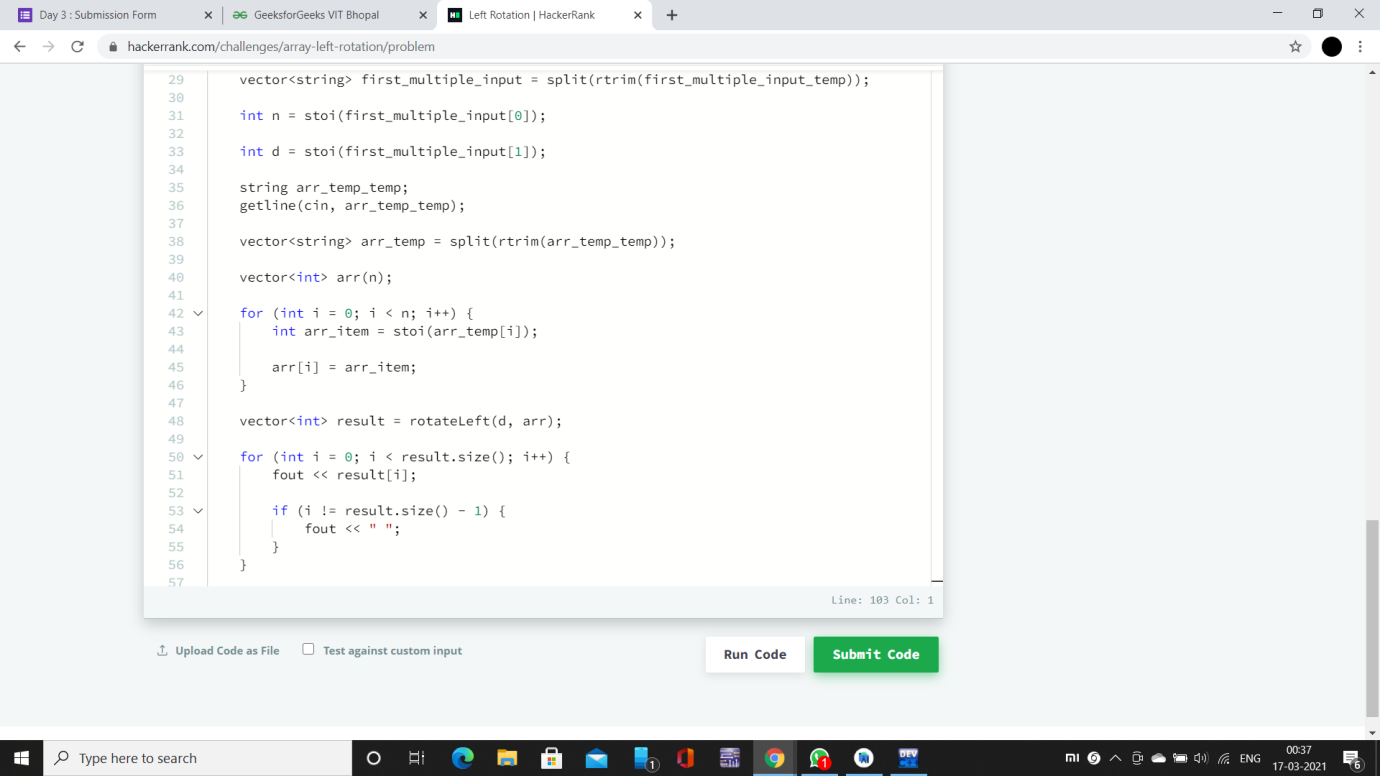 Day 3 : Submission Form
GeeksforGeeks VIT Bhopal
Left Rotation | HackerRank
hackerrank.com/challenges/array-left-rotation/problem
29 vector<string> first_multiple_input = split(rtrim(first_multiple_input_temp));
30
31 int n = stoi(first_multiple_input[0]);
32
33 int d = stoi(first_multiple_input[1]);
34
35 string arr_temp_temp;
36 getline(cin, arr_temp_temp);
37
38 vector<string> arr_temp = split(rtrim(arr_temp_temp));
39
40 vector<int> arr(n);
41
42 for (int i = 0; i < n; i++) {
43 int arr_item = stoi(arr_temp[i]);
44
45 arr[i] = arr_item;
46 }
47
48 vector<int> result = rotateLeft(d, arr);
49
50 for (int i = 0; i < result.size(); i++) {
51 fout << result[i];
52
53 if (i != result.size() - 1) {
54 fout << " ";
55 }
56 }
57
Line: 103 Col: 1
Upload Code as File
Test against custom input
Run Code
Submit Code
Type here to search
1
1
DEV
mi
ENG
00:37
17-03-2021
6